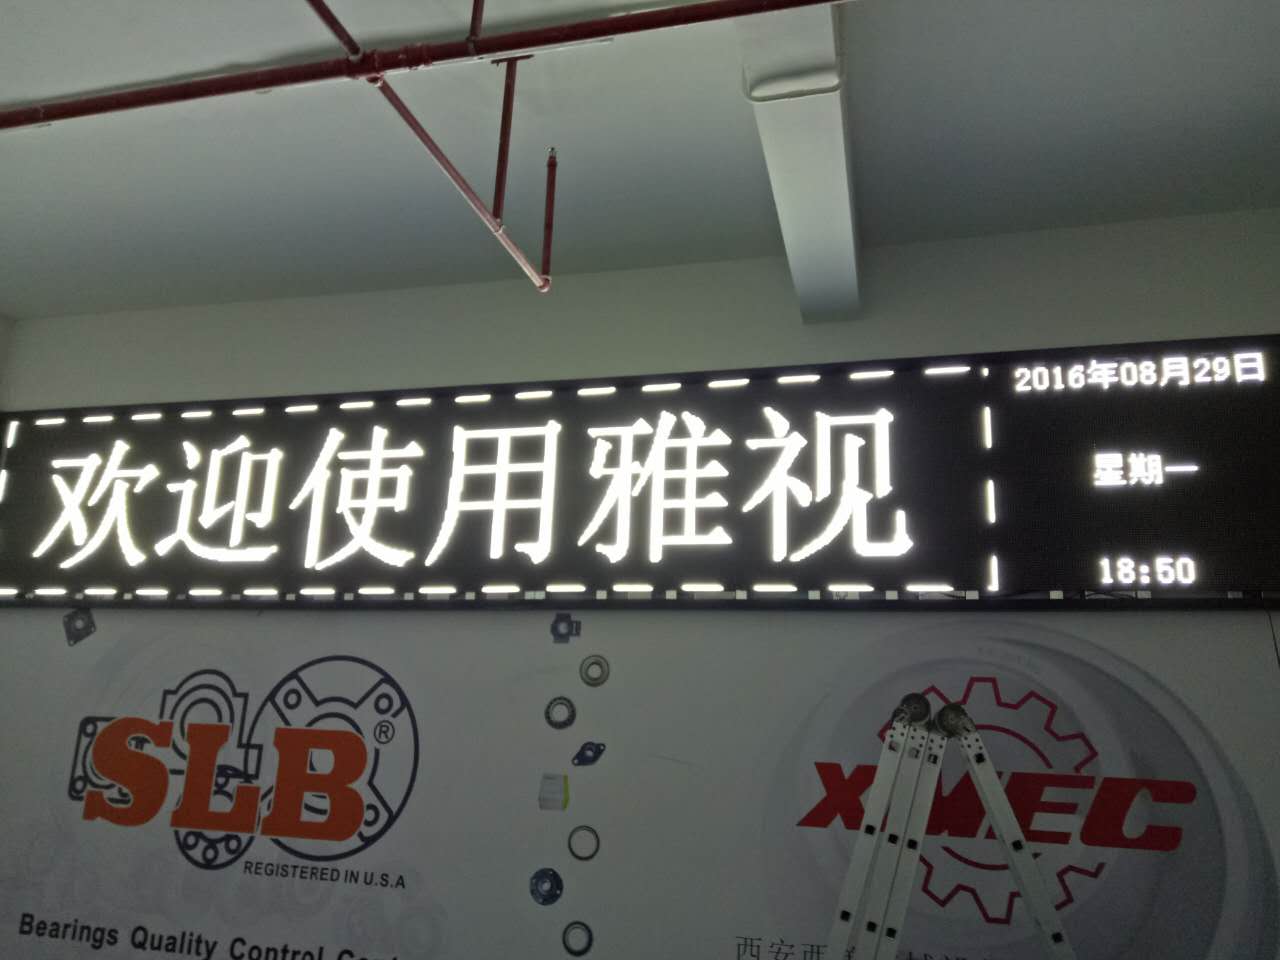 欢迎使用雅视
2016年08月29日
星期一
18:50
SLB®
REGISTERED IN U.S.A
Bearings Quality Control
XMEC
西安西